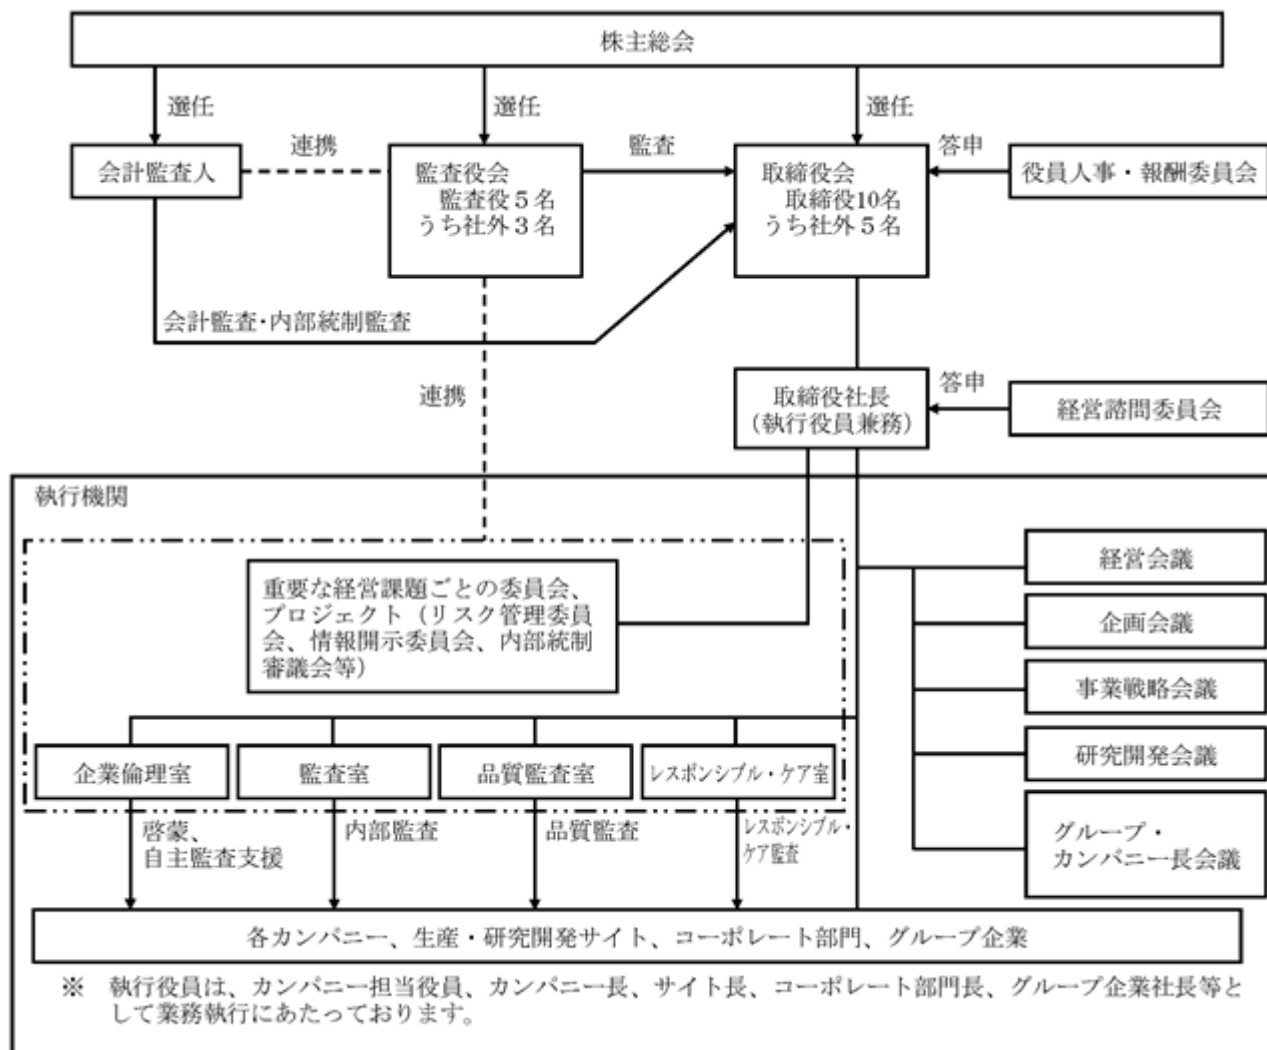 株主総会
選任
選任
選任
会計監査人
連携
監査役会
監査役5名
うち社外3名
監査
取締役会
取締役10名
うち社外5名
答申
役員人事・報酬委員会
会計監査・内部統制監査
連携
取締役社長
(執行役員兼務)
答申
経営諮問委員会
執行機関
重要な経営課題ごとの委員会、
プロジェクト(リスク管理委員
会、情報開示委員会、内部統制
審議会等)
経営会議
企画会議
事業戦略会議
研究開発会議
グループ・
カンパニー長会議
企業倫理室
監査室
品質監査室
レスポンシブル・ケア室
啓蒙、
自主監査支援
内部監査
品質監査
レスポンシブル・
ケア監査
各カンパニー、生産・研究開発サイト、コーポレート部門、グループ企業
※ 執行役員は、カンパニー担当役員、カンパニー長、サイト長、コーポレート部門長、グループ企業社長等と
して業務執行にあたっております。